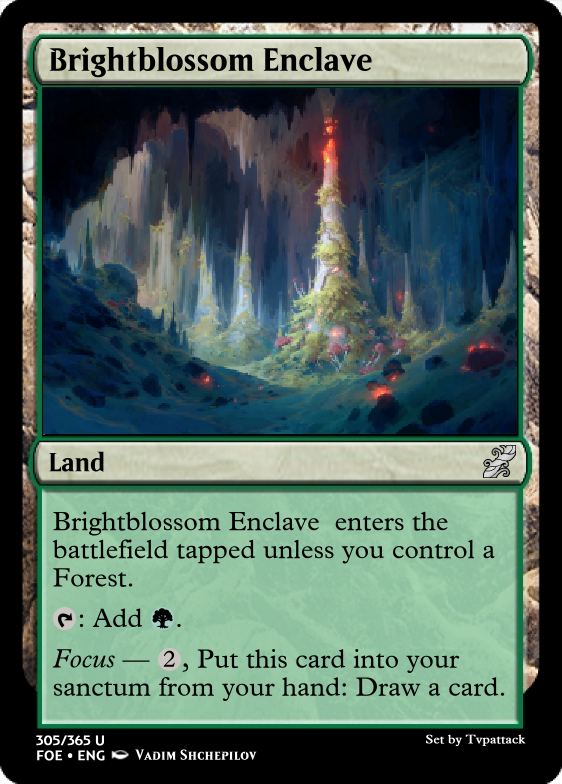 Brightblossom Enclave
Land
Brightblossom Enclave enters the
battlefield tapped unless you control a
Forest.
: Add .
Focus — 2, Put this card into your
sanctum from your hand: Draw a card.
305/365 U
Set by Tvpattack
FOE • ENG VADIM SHCHEPILOV